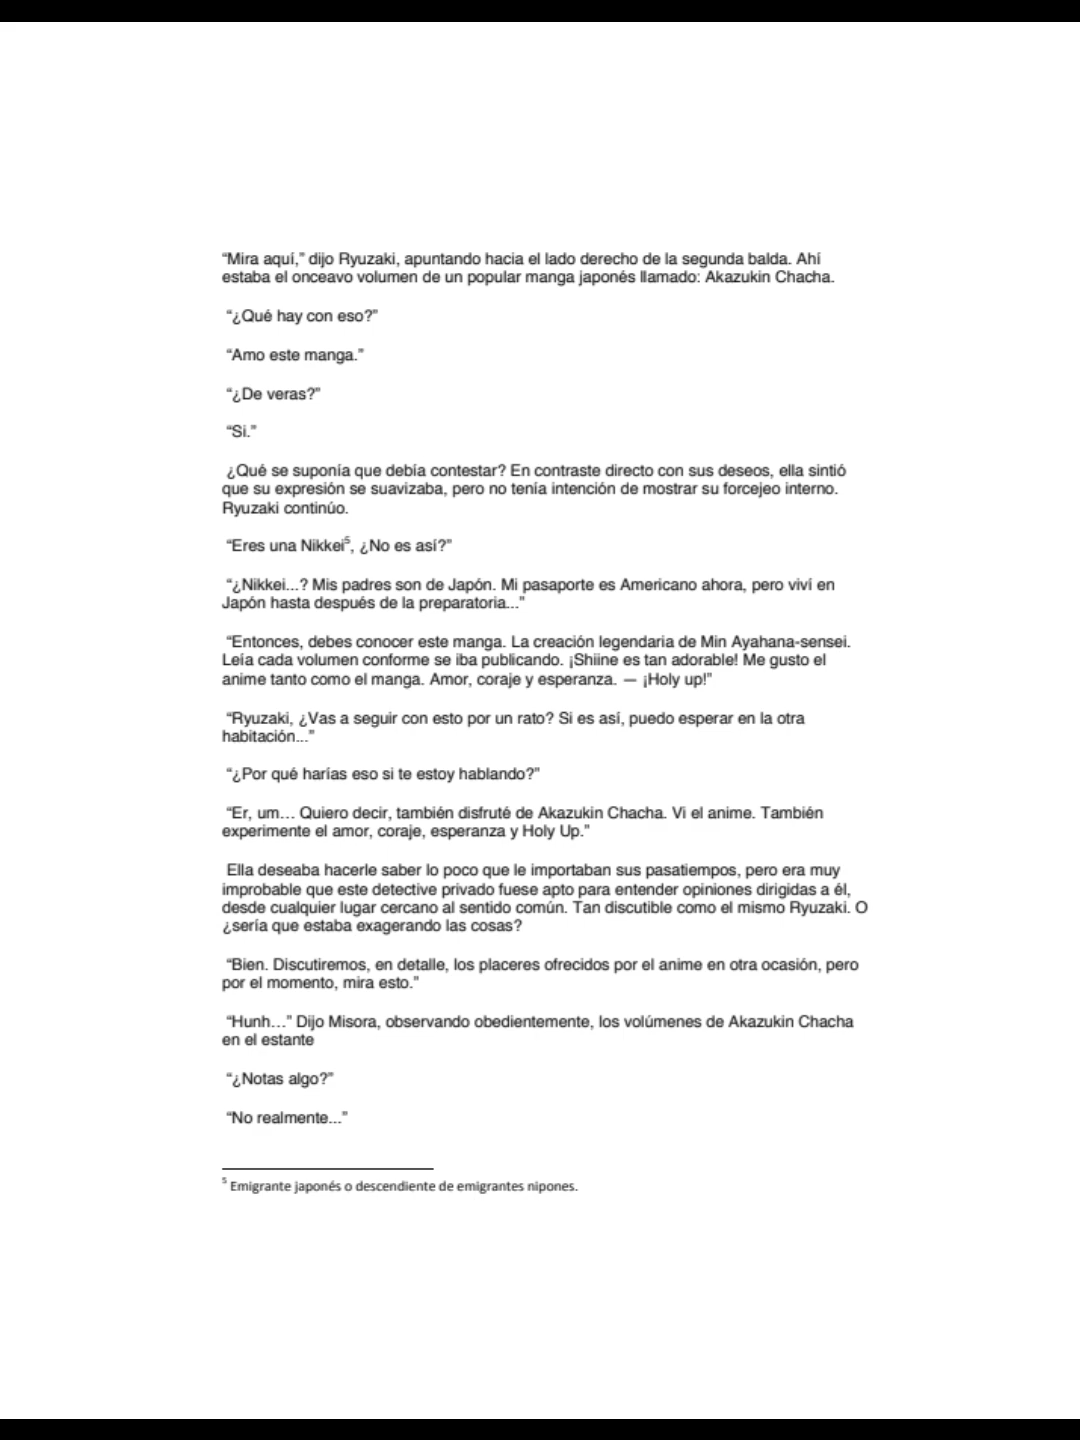 “Mira aquí,” dijo Ryuzaki, apuntando hacia el lado derecho de la segunda balda. Ahí
estaba el onceavo volumen de un popular manga japonés llamado: Akazukin Chacha.
“¿Qué hay con eso?”
“Amo este manga.”
“¿De veras?”
“Si.”
¿Qué se suponía que debía contestar? En contraste directo con sus deseos, ella sintió
que su expresión se suavizaba, pero no tenía intención de mostrar su forcejeo interno.
Ryuzaki continúo.
“Eres una Nikkei⁵, ¿No es así?”
“¿Nikkei...? Mis padres son de Japón. Mi pasaporte es Americano ahora, pero viví en
Japón hasta después de la preparatoria...”
“Entonces, debes conocer este manga. La creación legendaria de Min Ayahana-sensei.
Leía cada volumen conforme se iba publicando. ¡Shiine es tan adorable! Me gusto el
anime tanto como el manga. Amor, coraje y esperanza. — ¡Holy up!”
“Ryuzaki, ¿Vas a seguir con esto por un rato? Si es así, puedo esperar en la otra
habitación...”
“¿Por qué harías eso si te estoy hablando?”
“Er, um… Quiero decir, también disfruté de Akazukin Chacha. Vi el anime. También
experimente el amor, coraje, esperanza y Holy Up.”
Ella deseaba hacerle saber lo poco que le importaban sus pasatiempos, pero era muy
improbable que este detective privado fuese apto para entender opiniones dirigidas a él,
desde cualquier lugar cercano al sentido común. Tan discutible como el mismo Ryuzaki. O
¿sería que estaba exagerando las cosas?
“Bien. Discutiremos, en detalle, los placeres ofrecidos por el anime en otra ocasión, pero
por el momento, mira esto.”
“Hunh…” Dijo Misora, observando obedientemente, los volúmenes de Akazukin Chacha
en el estante
“¿Notas algo?”
“No realmente...”
⁵ Emigrante japonés o descendiente de emigrantes nipones.